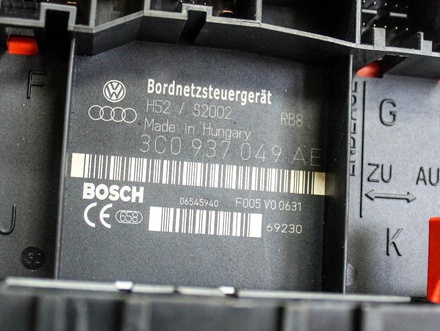 Bordnetzsteuergerät
H52 / S2002 RB8
Made in Hungary
3C0 937 049 AE
BOSCH
06545940 F005 V0 0631
CE 658
69230
F
J
G
ZU AU
K